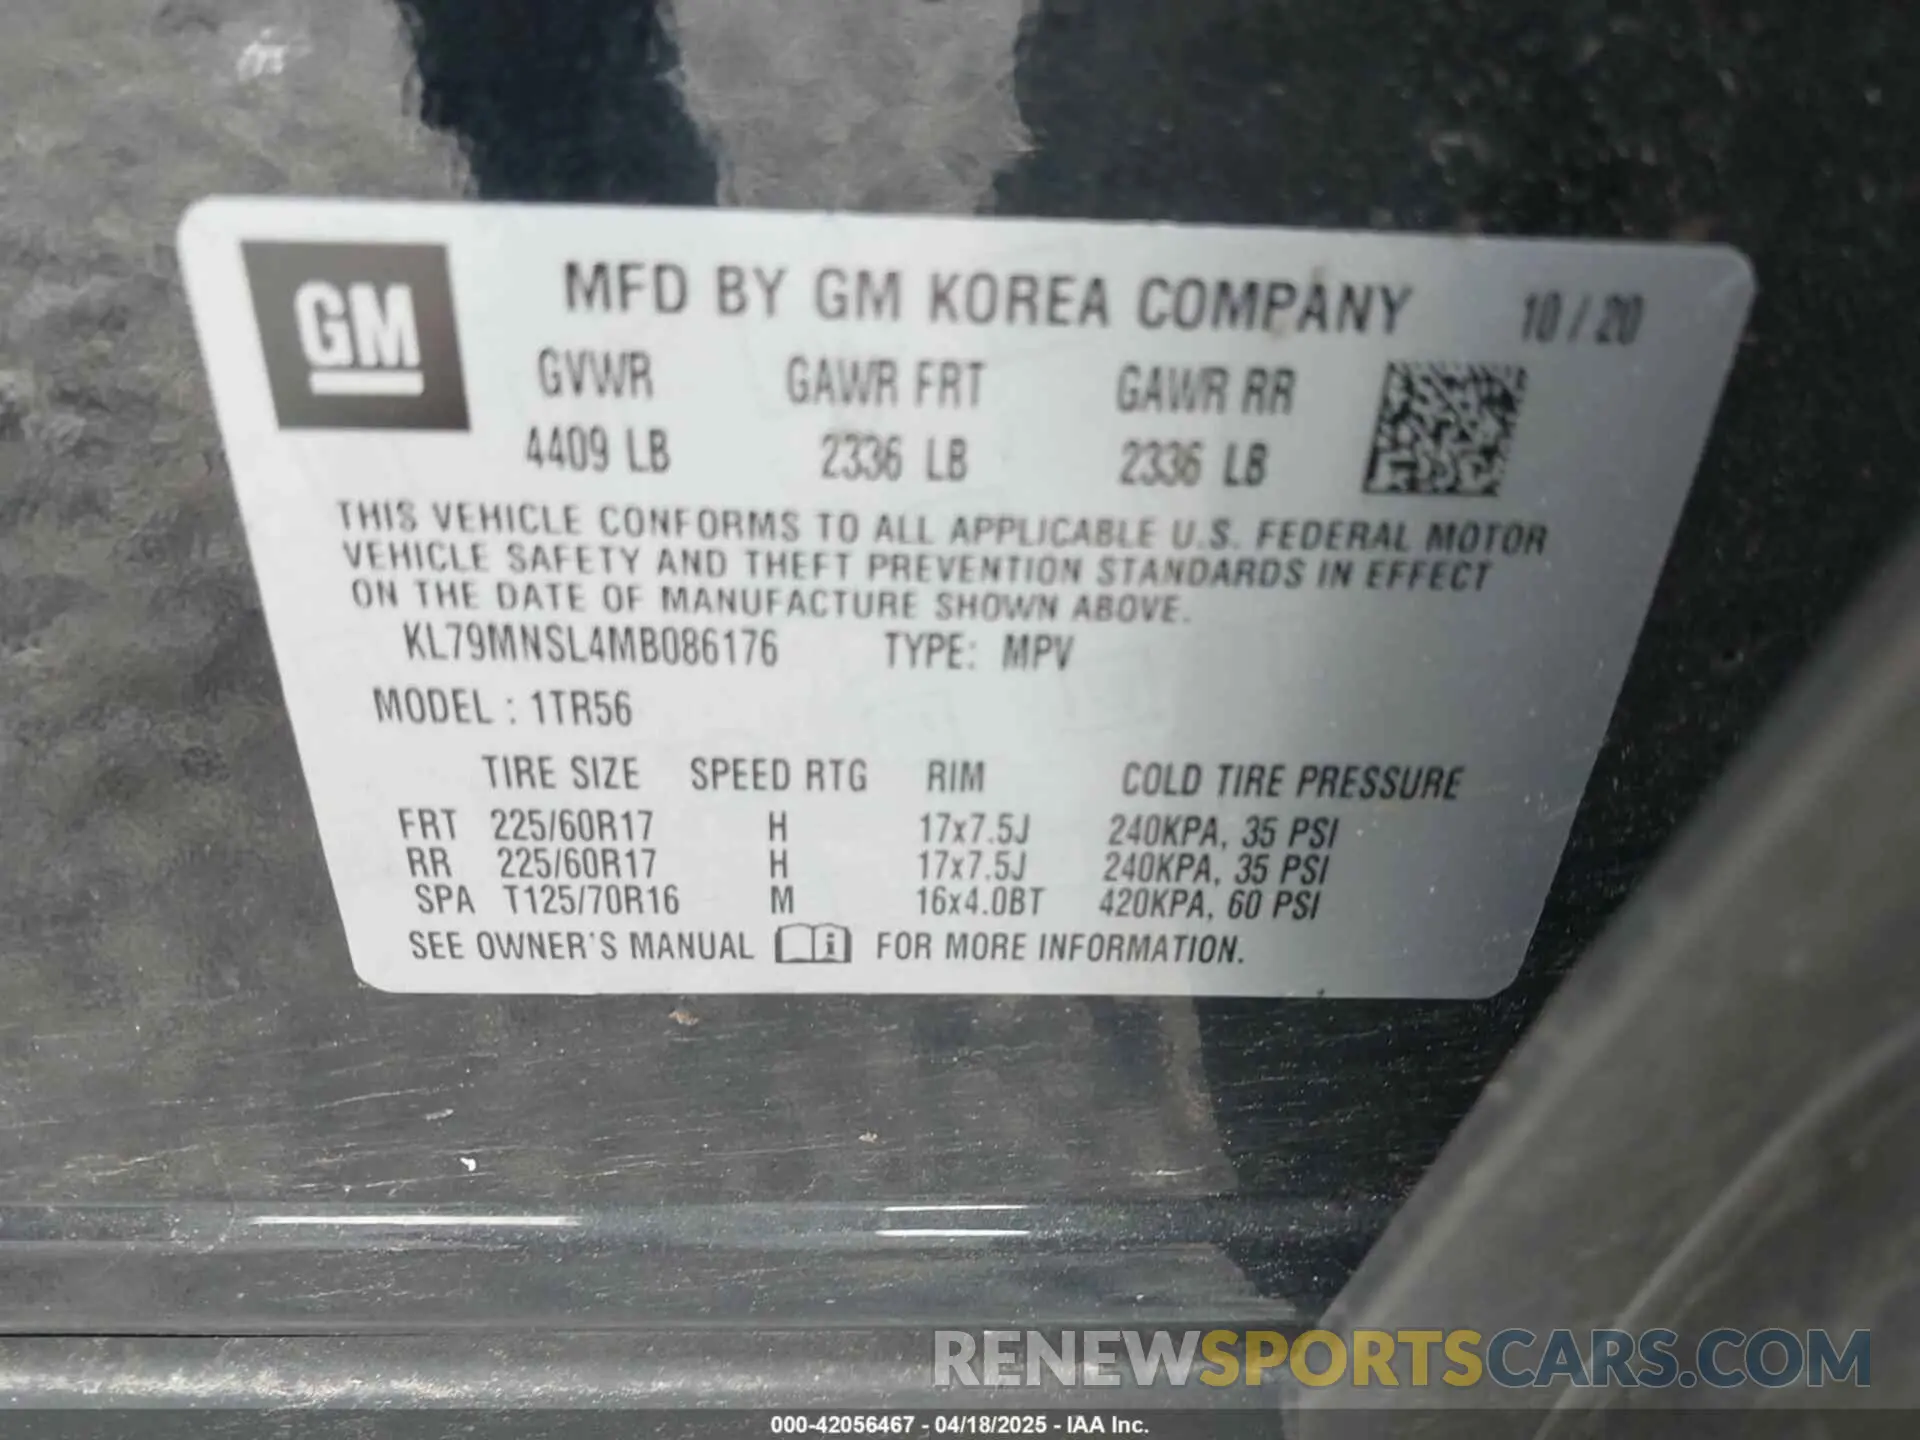 GM
MFD BY GM KOREA COMPANY 10 / 20
GVWR GAWR FRT GAWR RR
4409 LB 2336 LB 2336 LB
THIS VEHICLE CONFORMS TO ALL APPLICABLE U.S. FEDERAL MOTOR
VEHICLE SAFETY AND THEFT PREVENTION STANDARDS IN EFFECT
ON THE DATE OF MANUFACTURE SHOWN ABOVE.
KL79MNSL4MB086176 TYPE: MPV
MODEL : 1TR56
TIRE SIZE SPEED RTG RIM COLD TIRE PRESSURE
FRT 225/60R17 H 17x7.5J 240KPA, 35 PSI
RR 225/60R17 H 17x7.5J 240KPA, 35 PSI
SPA T125/70R16 M 16x4.0BT 420KPA, 60 PSI
SEE OWNER'S MANUAL i FOR MORE INFORMATION.
RENEWSPORTSCARS.COM
000-42056467 - 04/18/2025 - IAA Inc.